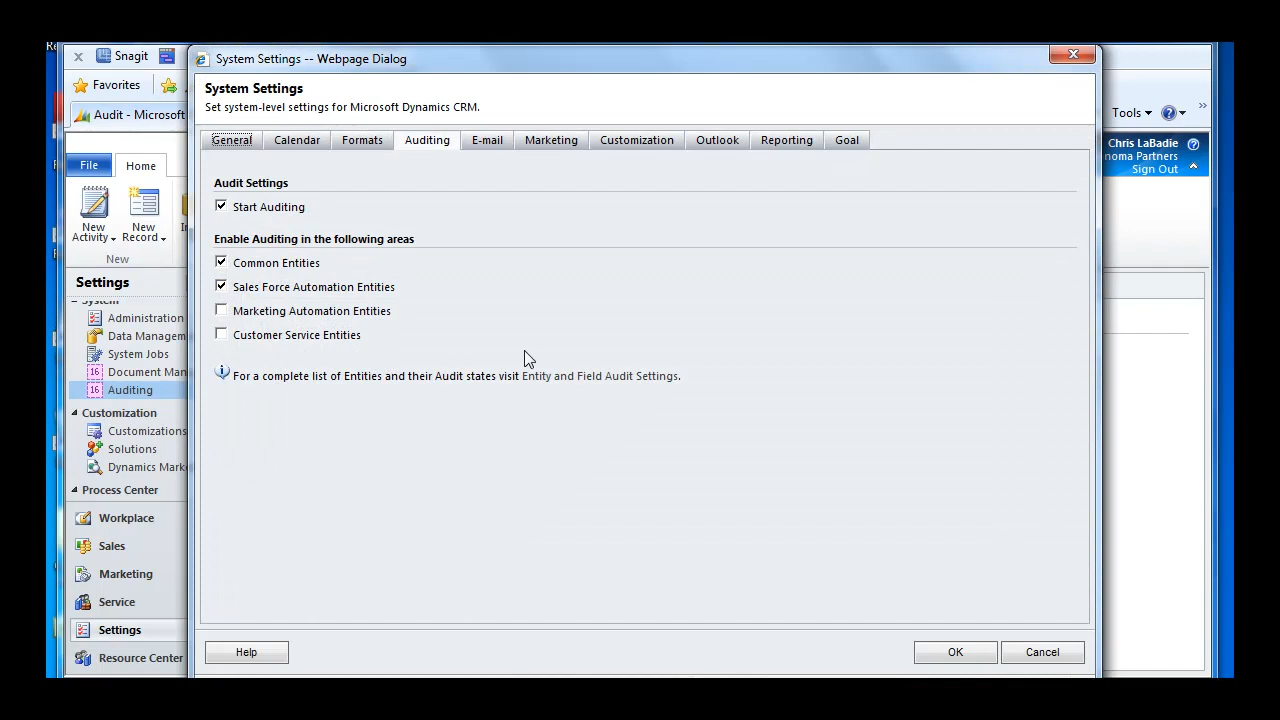 Snagit
System Settings -- Webpage Dialog
Favorites
System Settings
Set system-level settings for Microsoft Dynamics CRM.
Audit - Microsoft
Tools
General
Calendar
Formats
Auditing
E-mail
Marketing
Customization
Outlook
Reporting
Goal
Chris LaBadie
noma Partners
Sign Out
File
Home
New Activity
New Record
New
Audit Settings
Start Auditing
Enable Auditing in the following areas
Common Entities
Sales Force Automation Entities
Marketing Automation Entities
Customer Service Entities
For a complete list of Entities and their Audit states visit Entity and Field Audit Settings.
Settings
System
Administration
Data Managem
System Jobs
Document Man
16 Auditing
Customization
Customizations
Solutions
Dynamics Mark
Process Center
Workplace
Sales
Marketing
Service
Settings
Resource Center
Help
OK
Cancel